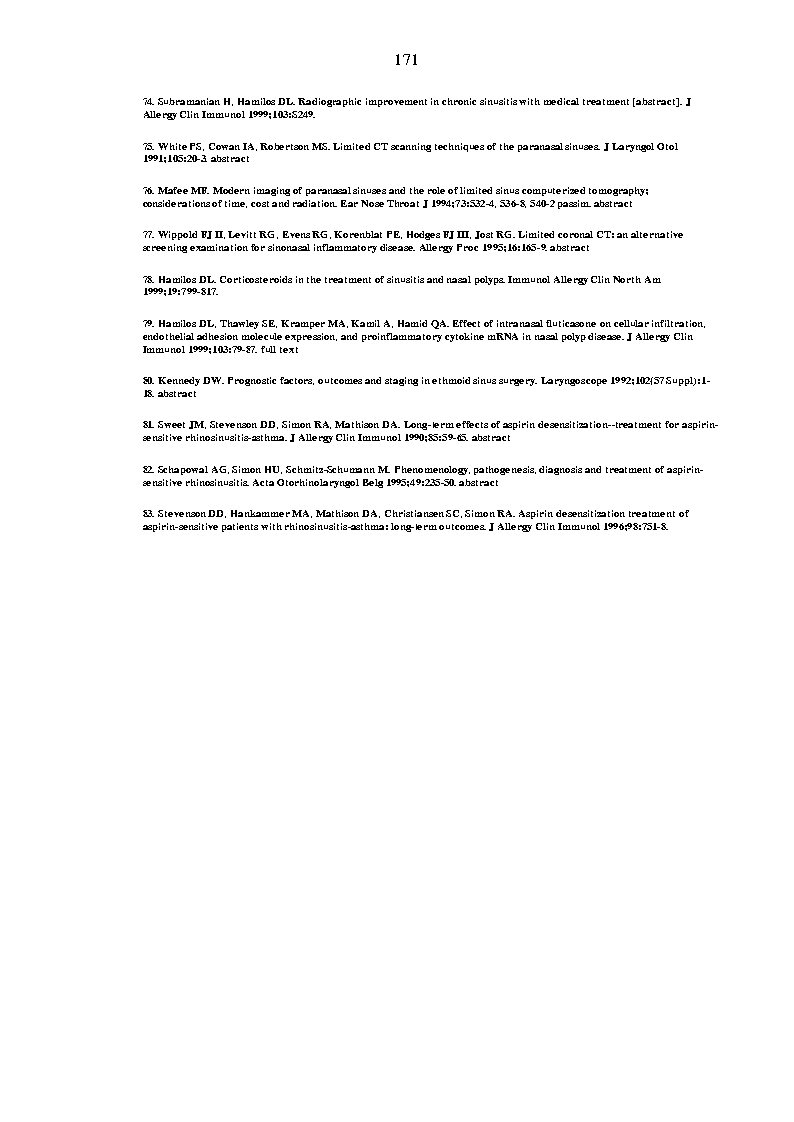 171
74. Subramanian H, Hamilos DL. Radiographic improvement in chronic sinusitis with medical treatment [abstract]. J
Allergy Clin Immunol 1999;103:S249.
75. White PS, Cowan IA, Robertson MS. Limited CT scanning techniques of the paranasal sinuses. J Laryngol Otol
1991;105:20-3. abstract
76. Mafee MF. Modern imaging of paranasal sinuses and the role of limited sinus computerized tomography;
considerations of time, cost and radiation. Ear Nose Throat J 1994;73:532-4, 536-8, 540-2 passim. abstract
77. Wippold FJ II, Levitt RG, Evens RG, Korenblat PE, Hodges FJ III, Jost RG. Limited coronal CT: an alternative
screening examination for sinonasal inflammatory disease. Allergy Proc 1995;16:165-9. abstract
78. Hamilos DL. Corticosteroids in the treatment of sinusitis and nasal polyps. Immunol Allergy Clin North Am
1999;19:799-817.
79. Hamilos DL, Thawley SE, Kramper MA, Kamil A, Hamid QA. Effect of intranasal fluticasone on cellular infiltration,
endothelial adhesion molecule expression, and proinflammatory cytokine mRNA in nasal polyp disease. J Allergy Clin
Immunol 1999;103:79-87. full text
80. Kennedy DW. Prognostic factors, outcomes and staging in ethmoid sinus surgery. Laryngoscope 1992;102(57 Suppl):1-
18. abstract
81. Sweet JM, Stevenson DD, Simon RA, Mathison DA. Long-term effects of aspirin desensitization--treatment for aspirin-
sensitive rhinosinusitis-asthma. J Allergy Clin Immunol 1990;85:59-65. abstract
82. Schapowal AG, Simon HU, Schmitz-Schumann M. Phenomenology, pathogenesis, diagnosis and treatment of aspirin-
sensitive rhinosinusitis. Acta Otorhinolaryngol Belg 1995;49:235-50. abstract
83. Stevenson DD, Hankammer MA, Mathison DA, Christiansen SC, Simon RA. Aspirin desensitization treatment of
aspirin-sensitive patients with rhinosinusitis-asthma: long-term outcomes. J Allergy Clin Immunol 1996;98:751-8.